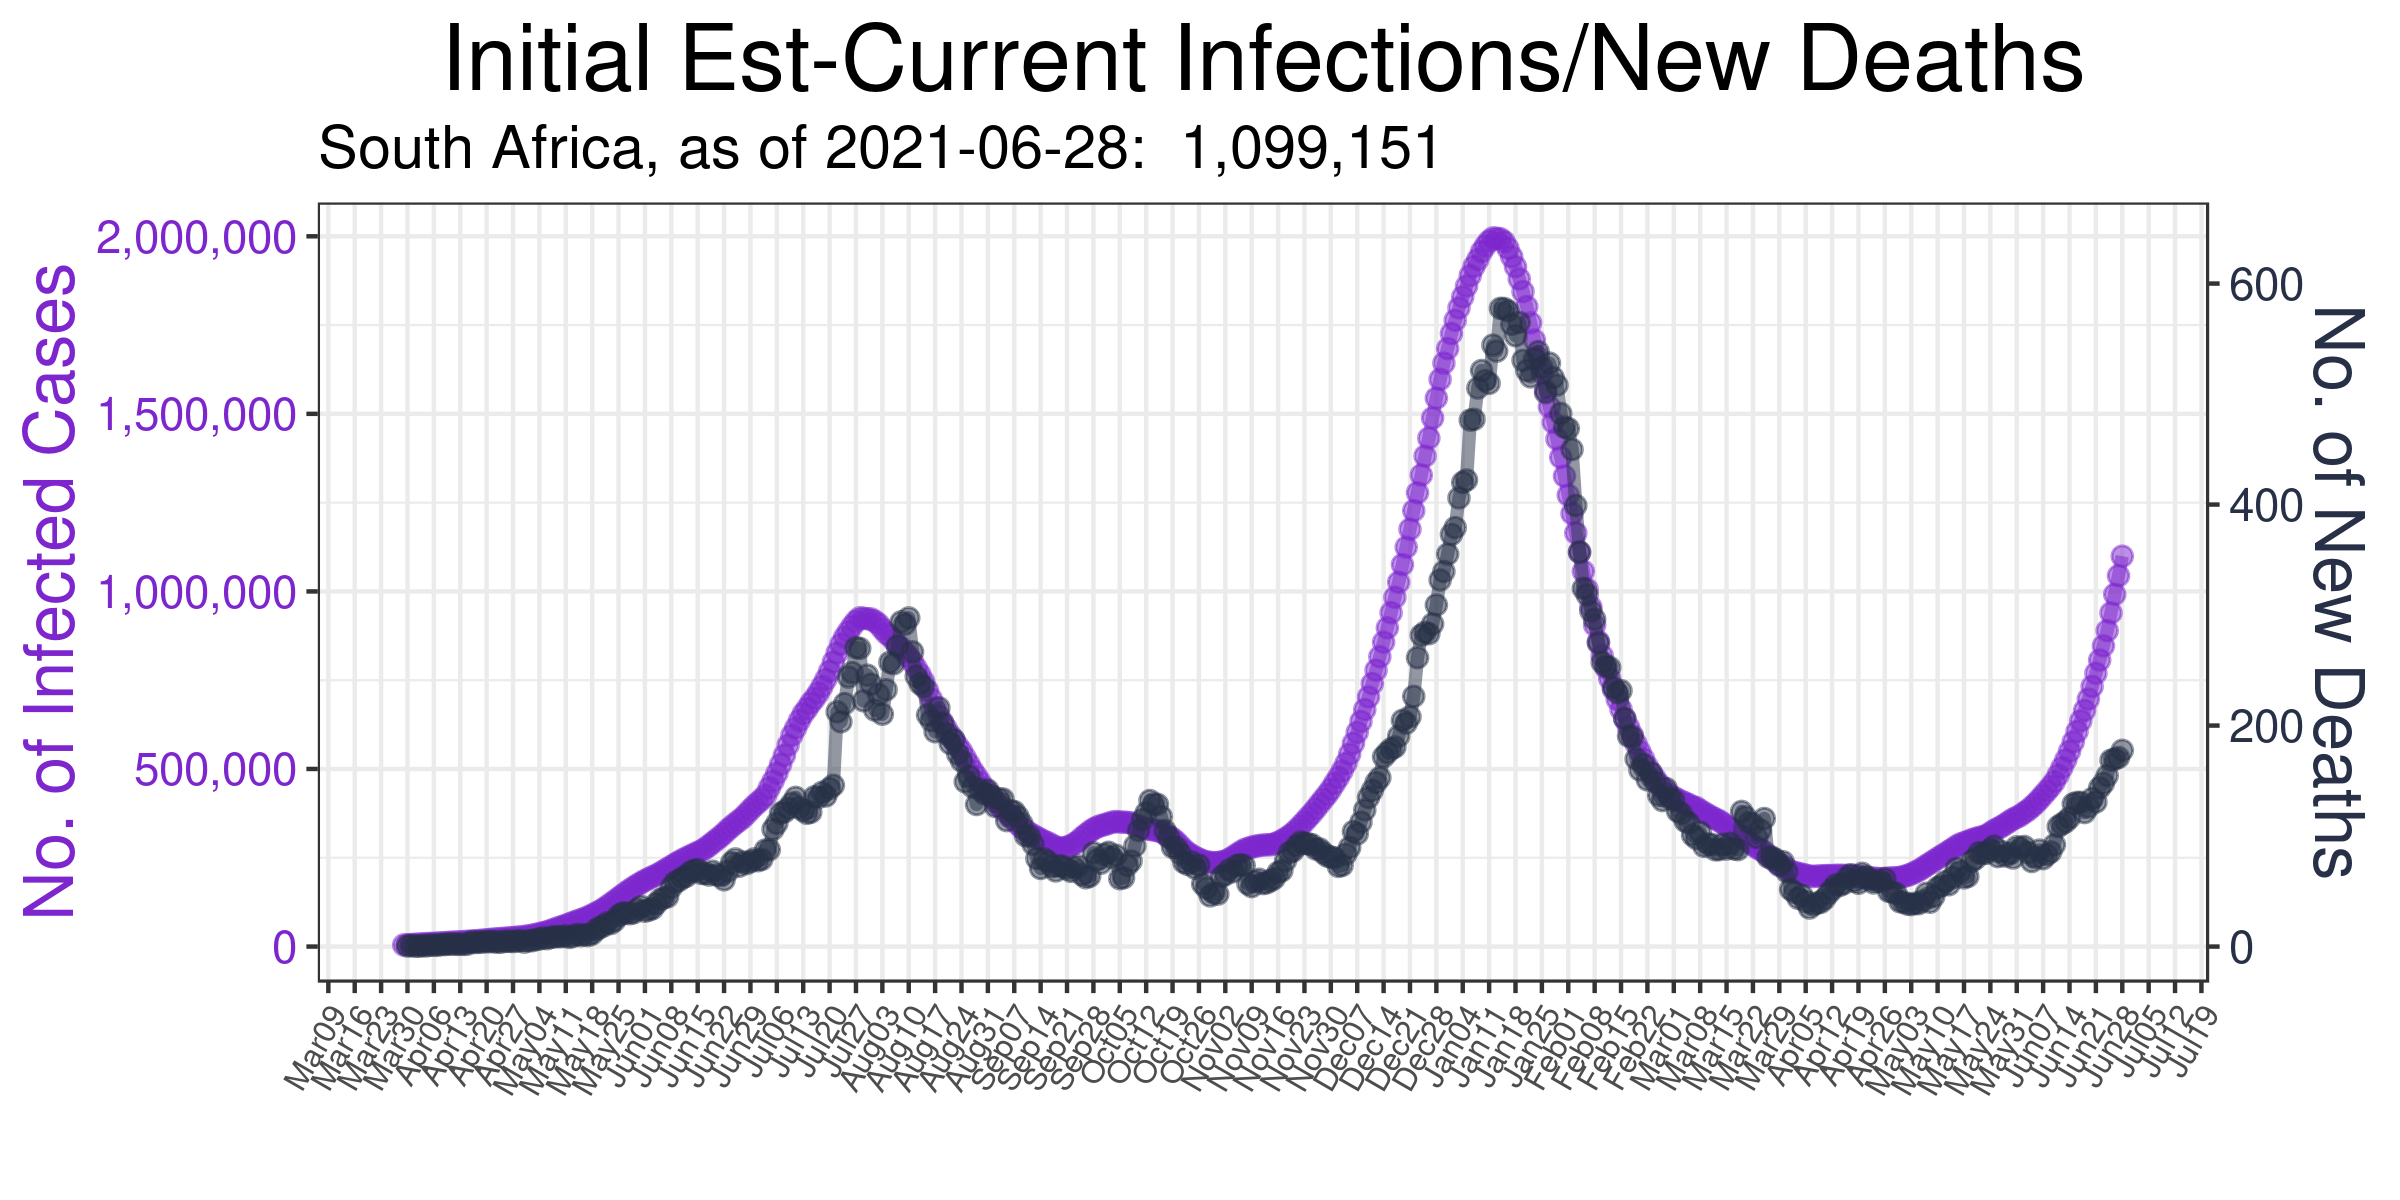 Initial Est-Current Infections/New Deaths
South Africa, as of 2021-06-28:  1,099,151
No. of Infected Cases
2,000,000
1,500,000
1,000,000
500,000
0
600
400
200
0
No. of New Deaths
Mar09
Mar16
Mar23
Mar30
Apr06
Apr13
Apr20
Apr27
May04
May11
May18
May25
Jun01
Jun08
Jun15
Jun22
Jun29
Jul06
Jul13
Jul20
Jul27
Aug03
Aug10
Aug17
Aug24
Aug31
Sep07
Sep14
Sep21
Sep28
Oct05
Oct12
Oct19
Oct26
Nov02
Nov09
Nov16
Nov23
Nov30
Dec07
Dec14
Dec21
Dec28
Jan04
Jan11
Jan18
Jan25
Feb01
Feb08
Feb15
Feb22
Mar01
Mar08
Mar15
Mar22
Mar29
Apr05
Apr12
Apr19
Apr26
May03
May10
May17
May24
May31
Jun07
Jun14
Jun21
Jun28
Jul05
Jul12
Jul19